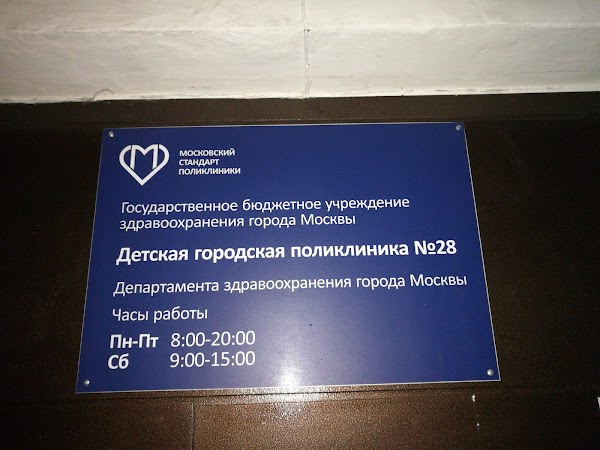 МОСКОВСКИЙ
СТАНДАРТ
ПОЛИКЛИНИКИ
Государственное бюджетное учреждение
здравоохранения города Москвы
Детская городская поликлиника №28
Департамента здравоохранения города Москвы
Часы работы
Пн-Пт 8:00-20:00
Сб 9:00-15:00